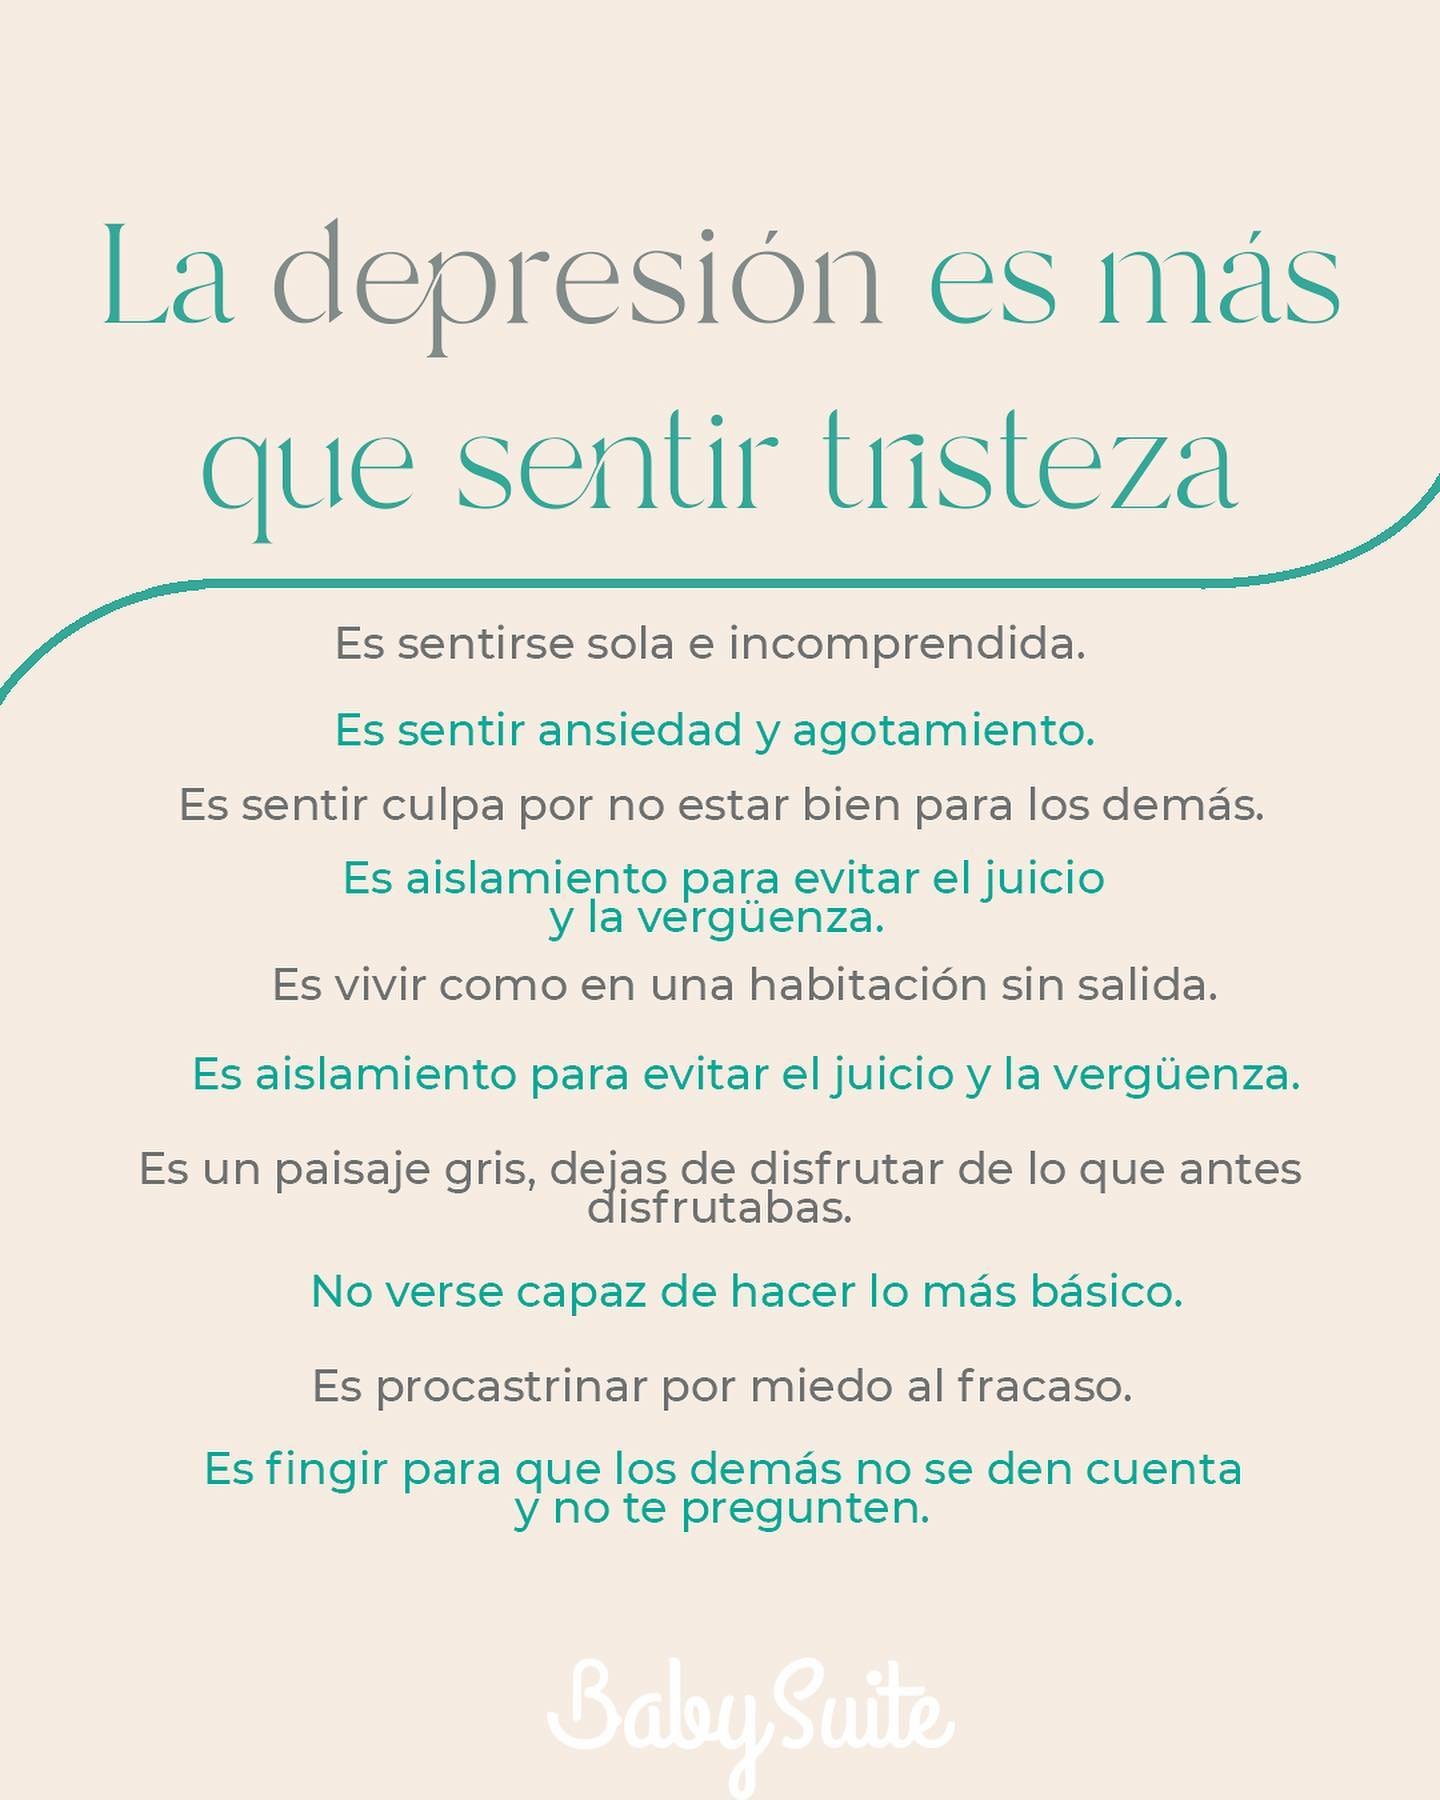 La depresión es más
que sentir tristeza
Es sentirse sola e incomprendida.
Es sentir ansiedad y agotamiento.
Es sentir culpa por no estar bien para los demás.
Es aislamiento para evitar el juicio
y la vergüenza.
Es vivir como en una habitación sin salida.
Es aislamiento para evitar el juicio y la vergüenza.
Es un paisaje gris, dejas de disfrutar de lo que antes
disfrutabas.
No verse capaz de hacer lo más básico.
Es procastrinar por miedo al fracaso.
Es fingir para que los demás no se den cuenta
y no te pregunten.
BabySuite